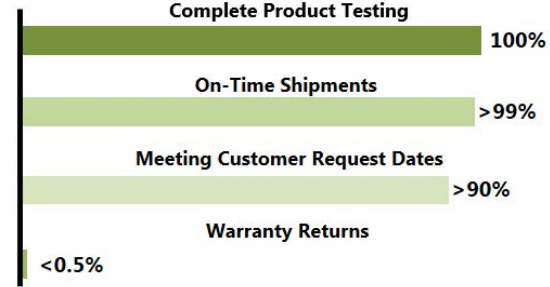 Complete Product Testing
100%
On-Time Shipments
>99%
Meeting Customer Request Dates
>90%
Warranty Returns
<0.5%